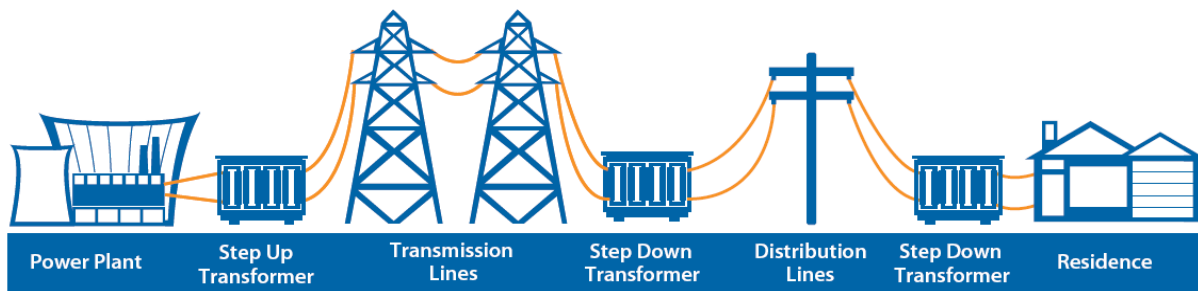 Power Plant
Step Up
Transformer
Transmission
Lines
Step Down
Transformer
Distribution
Lines
Step Down
Transformer
Residence